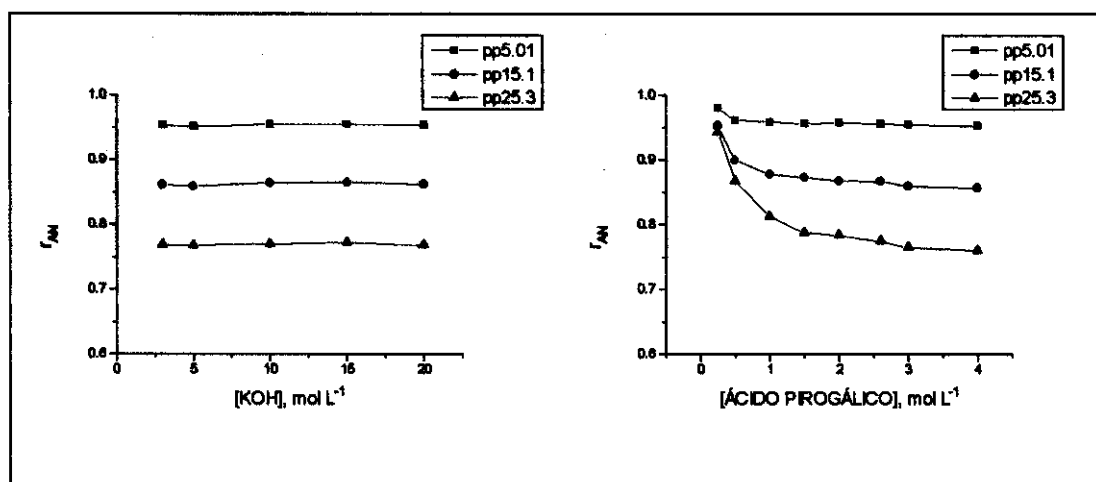 pp5.01
pp15.1
pp25.3
1.0
0.9
0.8
0.7
0.6
r_AN
0 5 10 15 20
[KOH], mol L⁻¹
pp5.01
pp15.1
pp25.3
1.0
0.9
0.8
0.7
0.6
r_AN
0 1 2 3 4
[ÁCIDO PIROGÁLICO], mol L⁻¹